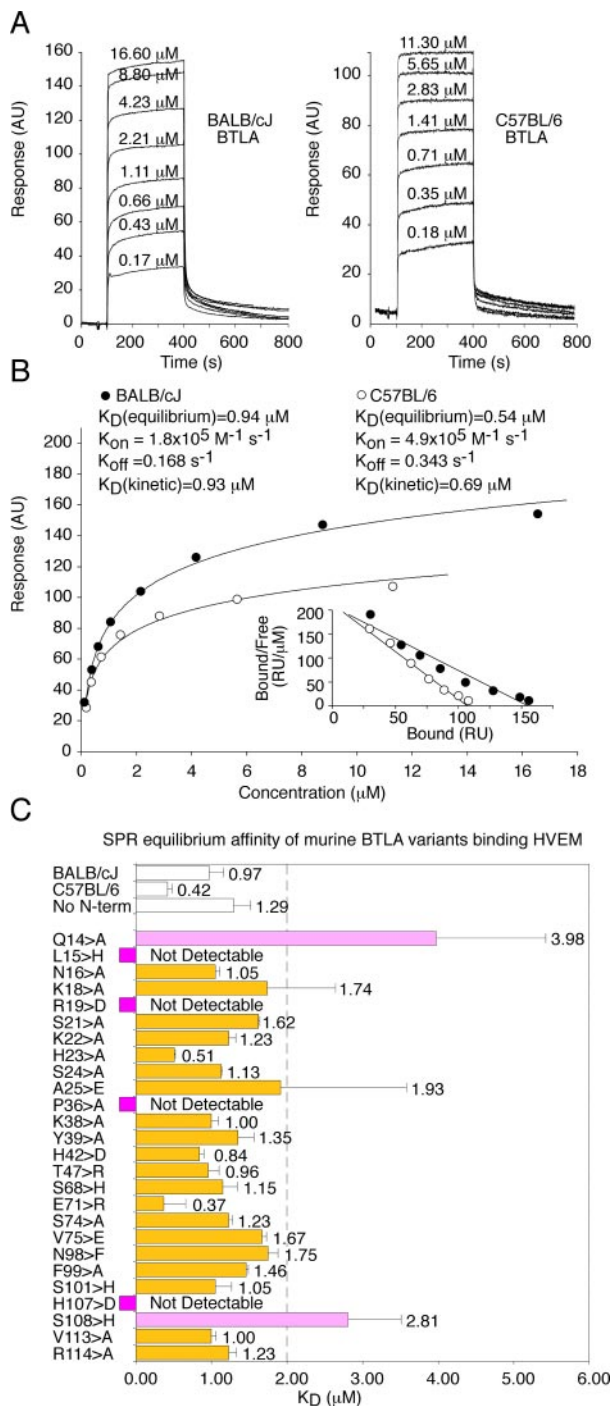 A
Response (AU)
160
140
120
100
80
60
40
20
0
16.60 µM
8.80 µM
4.23 µM
2.21 µM
1.11 µM
0.66 µM
0.43 µM
0.17 µM
BALB/cJ
BTLA
200 400 600 800
Time (s)
Response (AU)
100
80
60
40
20
0
11.30 µM
5.65 µM
2.83 µM
1.41 µM
0.71 µM
0.35 µM
0.18 µM
C57BL/6
BTLA
200 400 600 800
Time (s)
B
● BALB/cJ
KD(equilibrium)=0.94 µM
Kon = 1.8x10⁵ M⁻¹ s⁻¹
Koff=0.168 s⁻¹
KD(kinetic)=0.93 µM
○ C57BL/6
KD(equilibrium)=0.54 µM
Kon = 4.9x10⁵ M⁻¹ s⁻¹
Koff=0.343 s⁻¹
KD(kinetic)=0.69 µM
Response (AU)
200
180
160
140
120
100
80
60
40
20
0
0 2 4 6 8 10 12 14 16 18
Concentration (µM)
Bound/Free
(RU/µM)
200
150
100
50
0
0 50 100 150
Bound (RU)
C
SPR equilibrium affinity of murine BTLA variants binding HVEM
BALB/cJ 0.97
C57BL/6 0.42
No N-term 1.29
Q14>A 3.98
L15>H Not Detectable
N16>A 1.05
K18>A 1.74
R19>D Not Detectable
S21>A 1.62
K22>A 1.23
H23>A 0.51
S24>A 1.13
A25>E 1.93
P36>A Not Detectable
K38>A 1.00
Y39>A 1.35
H42>D 0.84
T47>R 0.96
S68>H 1.15
E71>R 0.37
S74>A 1.23
V75>E 1.67
N98>F 1.75
F99>A 1.46
S101>H 1.05
H107>D Not Detectable
S108>H 2.81
V113>A 1.00
R114>A 1.23
0.00 1.00 2.00 3.00 4.00 5.00 6.00
KD (µM)